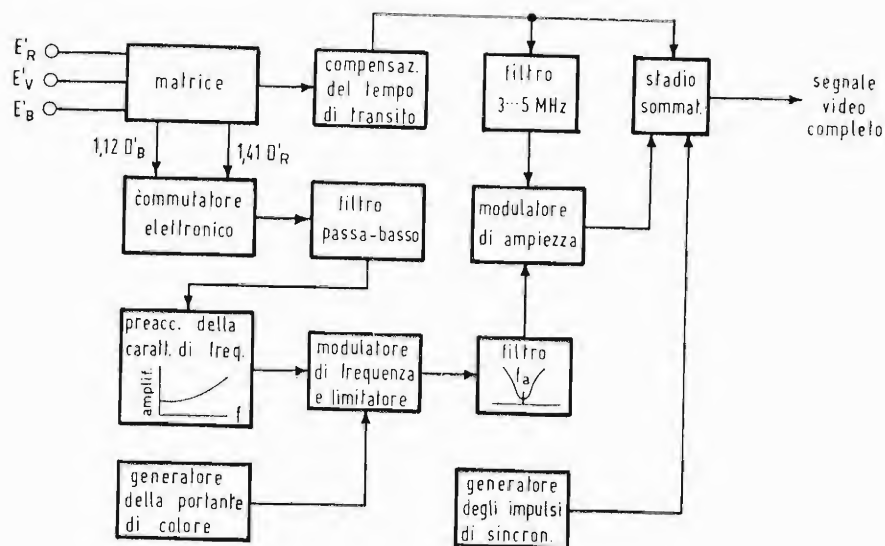 E'R
E'V
E'B
matrice
compensaz.
del tempo
di transito
filtro
3···5 MHz
stadio
sommat.
segnale
video
completo
1,12 D'B
1,41 D'R
commutatore
elettronico
filtro
passa-basso
modulatore
di ampiezza
preacc. della
caratt. di freq.
amplif.
f
modulatore
di frequenza
e limitatore
filtro
fa
generatore
della portante
di colore
generatore
degli impulsi
di sincron.